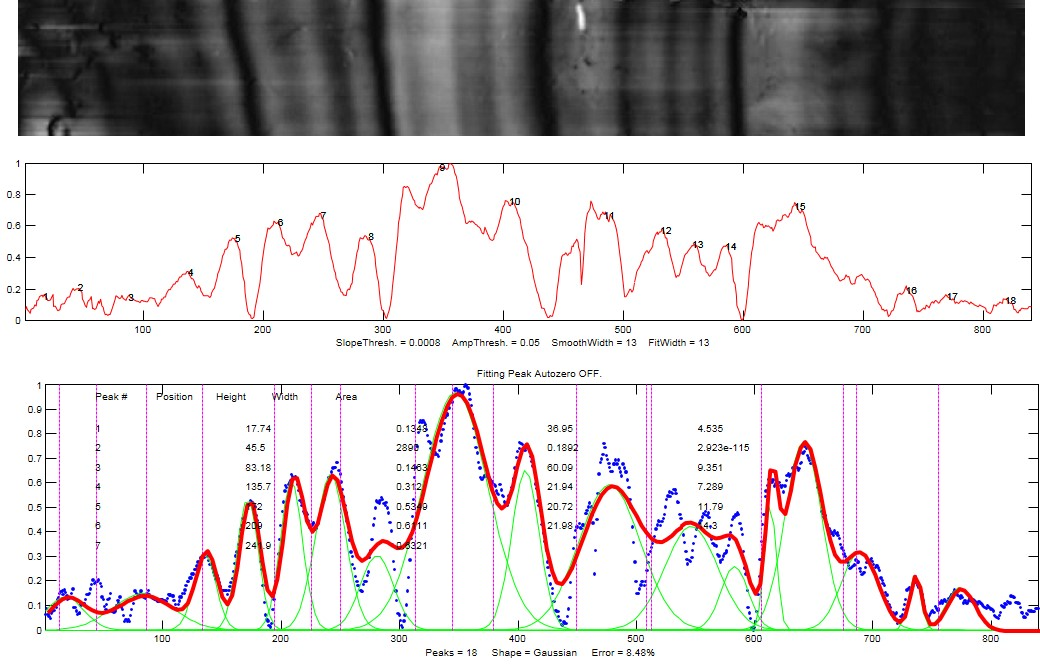 1
0.8
0.6
0.4
0.2
0
1 2 3 4 5 6 7 8 9 10 11 12 13 14 15 16 17 18
100 200 300 400 500 600 700 800
SlopeThresh. = 0.0008 AmpThresh. = 0.05 SmoothWidth = 13 FitWidth = 13
Fitting Peak Autozero OFF.
1
0.9
0.8
0.7
0.6
0.5
0.4
0.3
0.2
0.1
0
Peak # Position Height Width Area
1 17.74 0.1348 36.95 4.535
2 45.5 0.1892 2.923e-115
3 83.18 0.1463 60.09 9.351
4 135.7 0.312 21.94 7.289
5 0.5349 20.72 11.79
6 209 0.6111 21.98 14.3
7
100 200 300 400 500 600 700 800
Peaks = 18 Shape = Gaussian Error = 8.48%